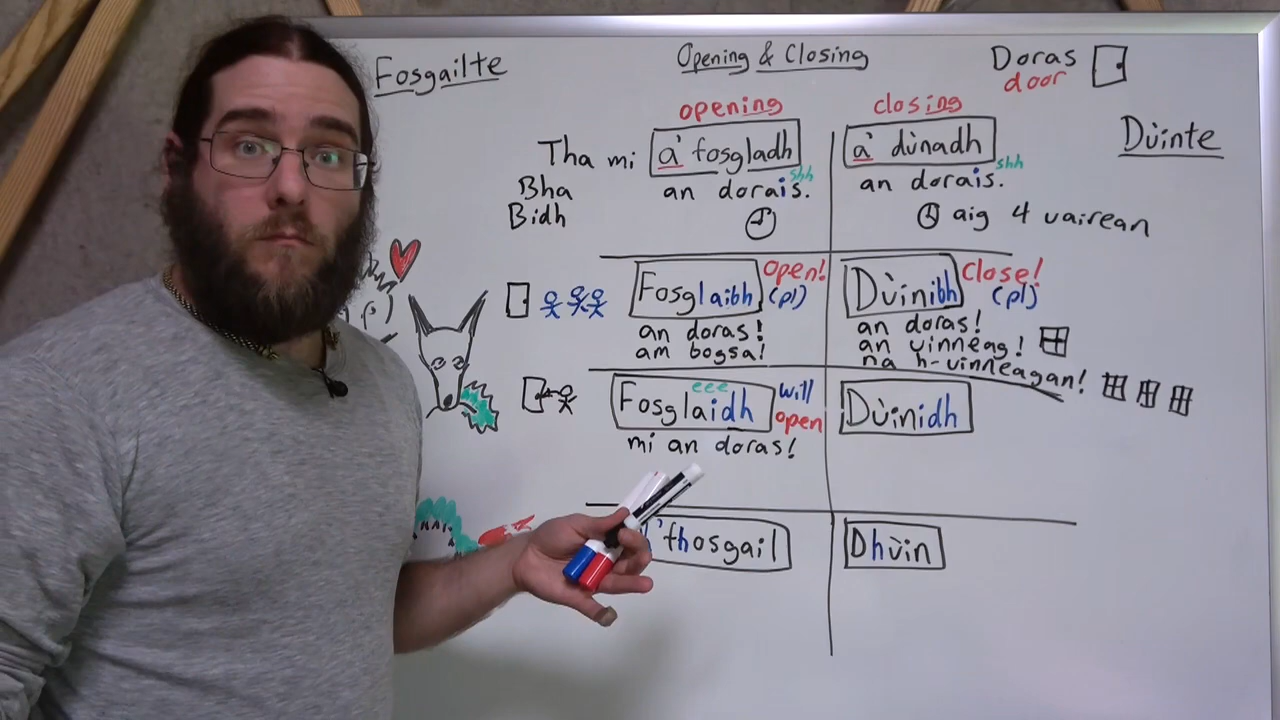 Fosgailte
Opening & Closing
Doras
door
opening
closing
Dùinte
Tha mi a' fosgladh
a' dùnadh
shh
shh
Bha
an dorais.
an dorais.
Bidh
aig 4 uairean
Fosglaibh open!
(pl)
Dùinibh close!
(pl)
an doras!
am bogsa!
an doras!
an uinneag!
na h-uinneagan!
eee
Fosglaidh will
open
Dùinidh
mi an doras!
'fhosgail
Dhùin